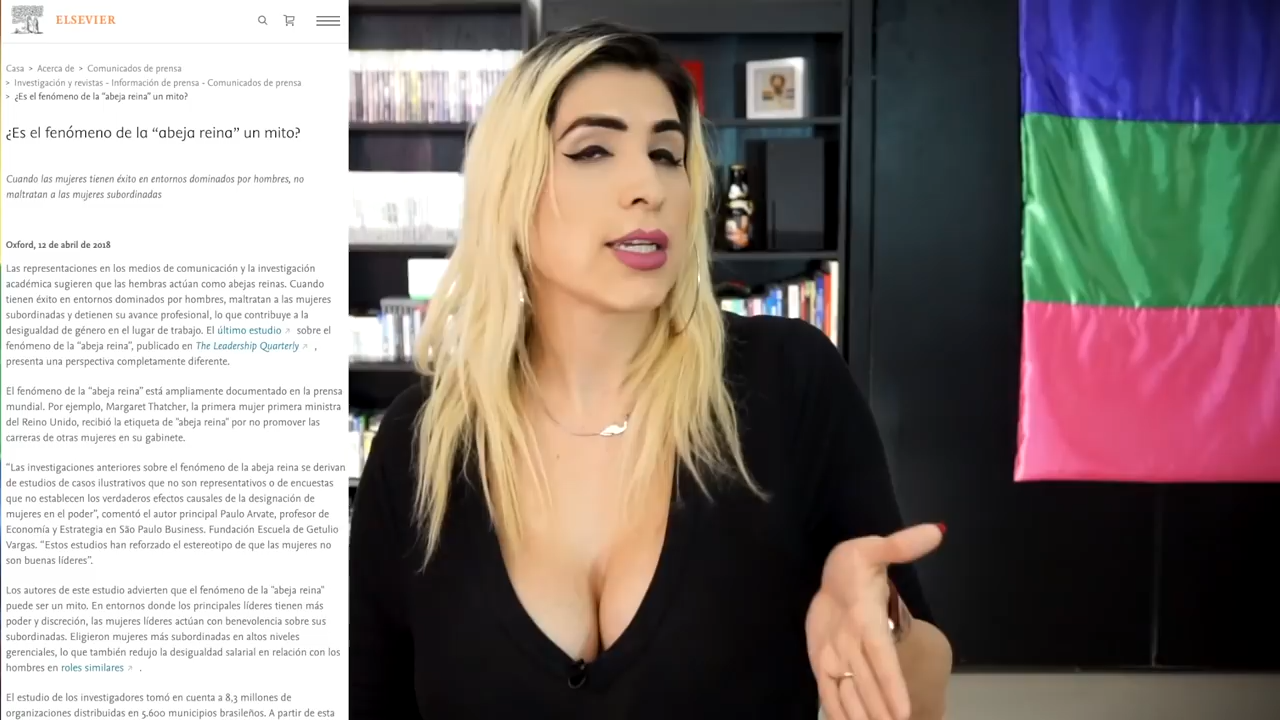 ELSEVIER
Casa > Acerca de > Comunicados de prensa
> Investigación y revistas - Información de prensa - Comunicados de prensa
> ¿Es el fenómeno de la "abeja reina" un mito?
¿Es el fenómeno de la “abeja reina” un mito?
Cuando las mujeres tienen éxito en entornos dominados por hombres, no
maltratan a las mujeres subordinadas
Oxford, 12 de abril de 2018
Las representaciones en los medios de comunicación y la investigación
académica sugieren que las hembras actúan como abejas reinas. Cuando
tienen éxito en entornos dominados por hombres, maltratan a las mujeres
subordinadas y detienen su avance profesional, lo que contribuye a la
desigualdad de género en el lugar de trabajo. El último estudio sobre el
fenómeno de la “abeja reina”, publicado en The Leadership Quarterly ,
presenta una perspectiva completamente diferente.
El fenómeno de la “abeja reina” está ampliamente documentado en la prensa
mundial. Por ejemplo, Margaret Thatcher, la primera mujer primera ministra
del Reino Unido, recibió la etiqueta de "abeja reina" por no promover las
carreras de otras mujeres en su gabinete.
“Las investigaciones anteriores sobre el fenómeno de la abeja reina se derivan
de estudios de casos ilustrativos que no son representativos o de encuestas
que no establecen los verdaderos efectos causales de la designación de
mujeres en el poder”, comentó el autor principal Paulo Arvate, profesor de
Economía y Estrategia en São Paulo Business. Fundación Escuela de Getulio
Vargas. “Estos estudios han reforzado el estereotipo de que las mujeres no
son buenas líderes”.
Los autores de este estudio advierten que el fenómeno de la "abeja reina"
puede ser un mito. En entornos donde los principales líderes tienen más
poder y discreción, las mujeres líderes actúan con benevolencia sobre sus
subordinadas. Eligieron mujeres más subordinadas en altos niveles
gerenciales, lo que también redujo la desigualdad salarial en relación con los
hombres en roles similares .
El estudio de los investigadores tomó en cuenta a 8,3 millones de
organizaciones distribuidas en 5.600 municipios brasileños. A partir de esta